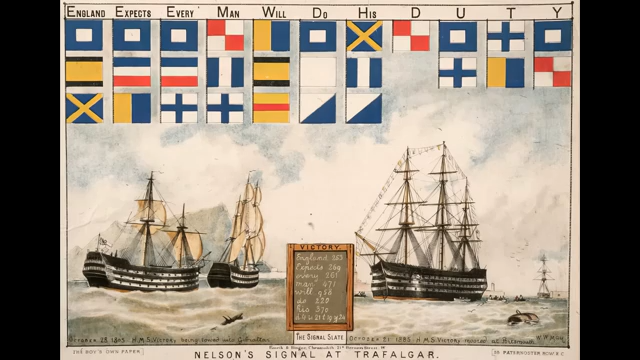 ENGLAND EXPECTS EVERY MAN WILL DO HIS D U T Y
VICTORY.
England 253
Expects 269
every 261
man 471
will 958
do 220
his 370
October 28, 1805 H.M.S. Victory being towed into Gibraltar
THE SIGNAL SLATE
October 21 1885. H.M.S. Victory moored at Portsmouth
THE BOY'S OWN PAPER
56 PATERNOSTER ROW E.C
NELSON'S SIGNAL AT TRAFALGAR.